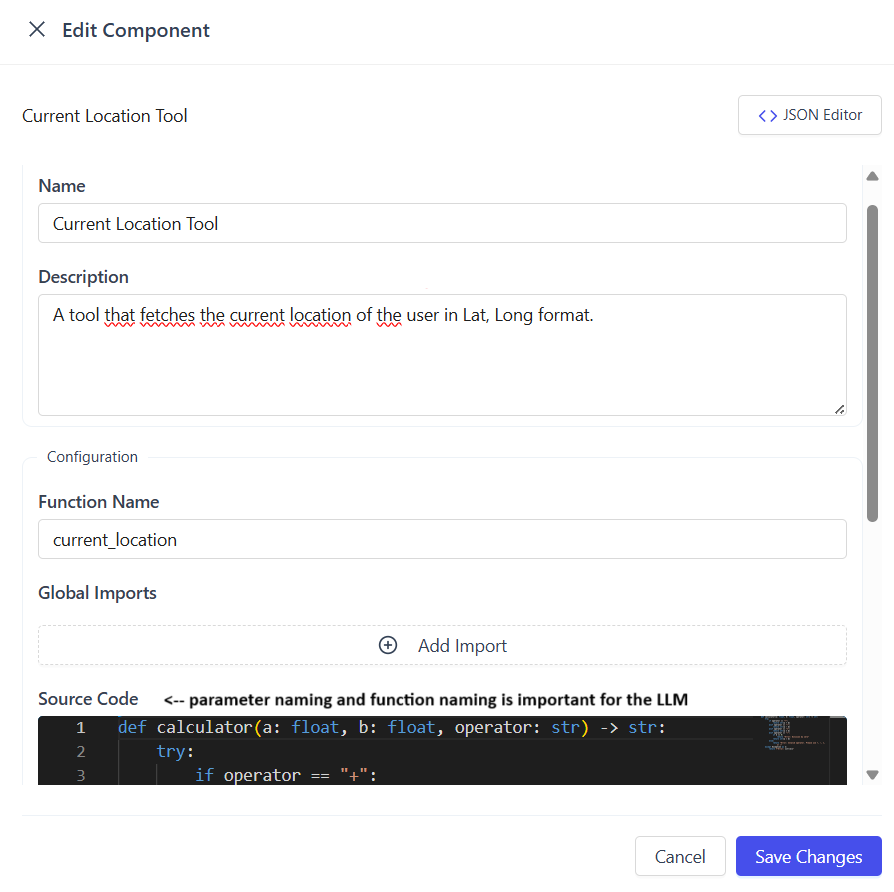 Edit Component
Current Location Tool
<> JSON Editor
Name
Current Location Tool
Description
A tool that fetches the current location of the user in Lat, Long format.
Configuration
Function Name
current_location
Global Imports
Add Import
Source Code <-- parameter naming and function naming is important for the LLM
1 def calculator(a: float, b: float, operator: str) -> str:
2 try:
3 if operator == "+":
Cancel
Save Changes